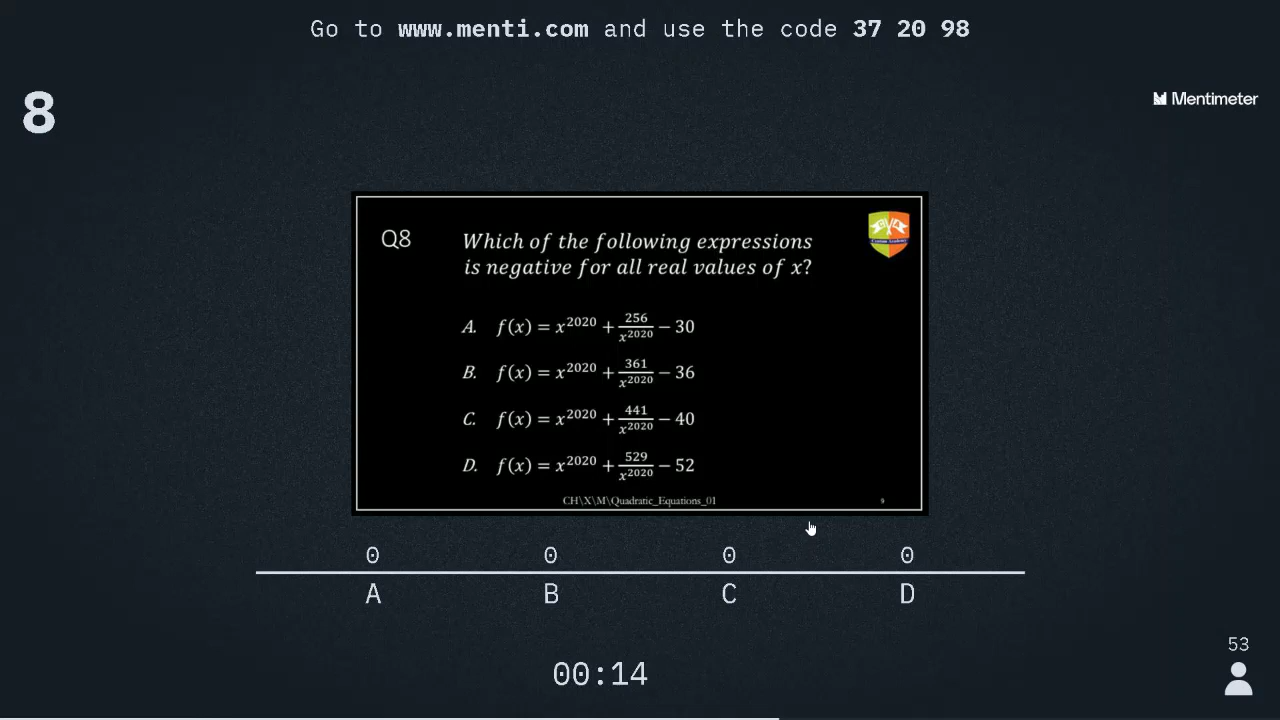 Go to www.menti.com and use the code 37 20 98
8
Mentimeter
Q8
Which of the following expressions
is negative for all real values of x?
A. f(x) = x^2020 + 256/x^2020 − 30
B. f(x) = x^2020 + 361/x^2020 − 36
C. f(x) = x^2020 + 441/x^2020 − 40
D. f(x) = x^2020 + 529/x^2020 − 52
CH\X\M\Quadratic_Equations_01
9
0 0 0 0
A B C D
00:14
53